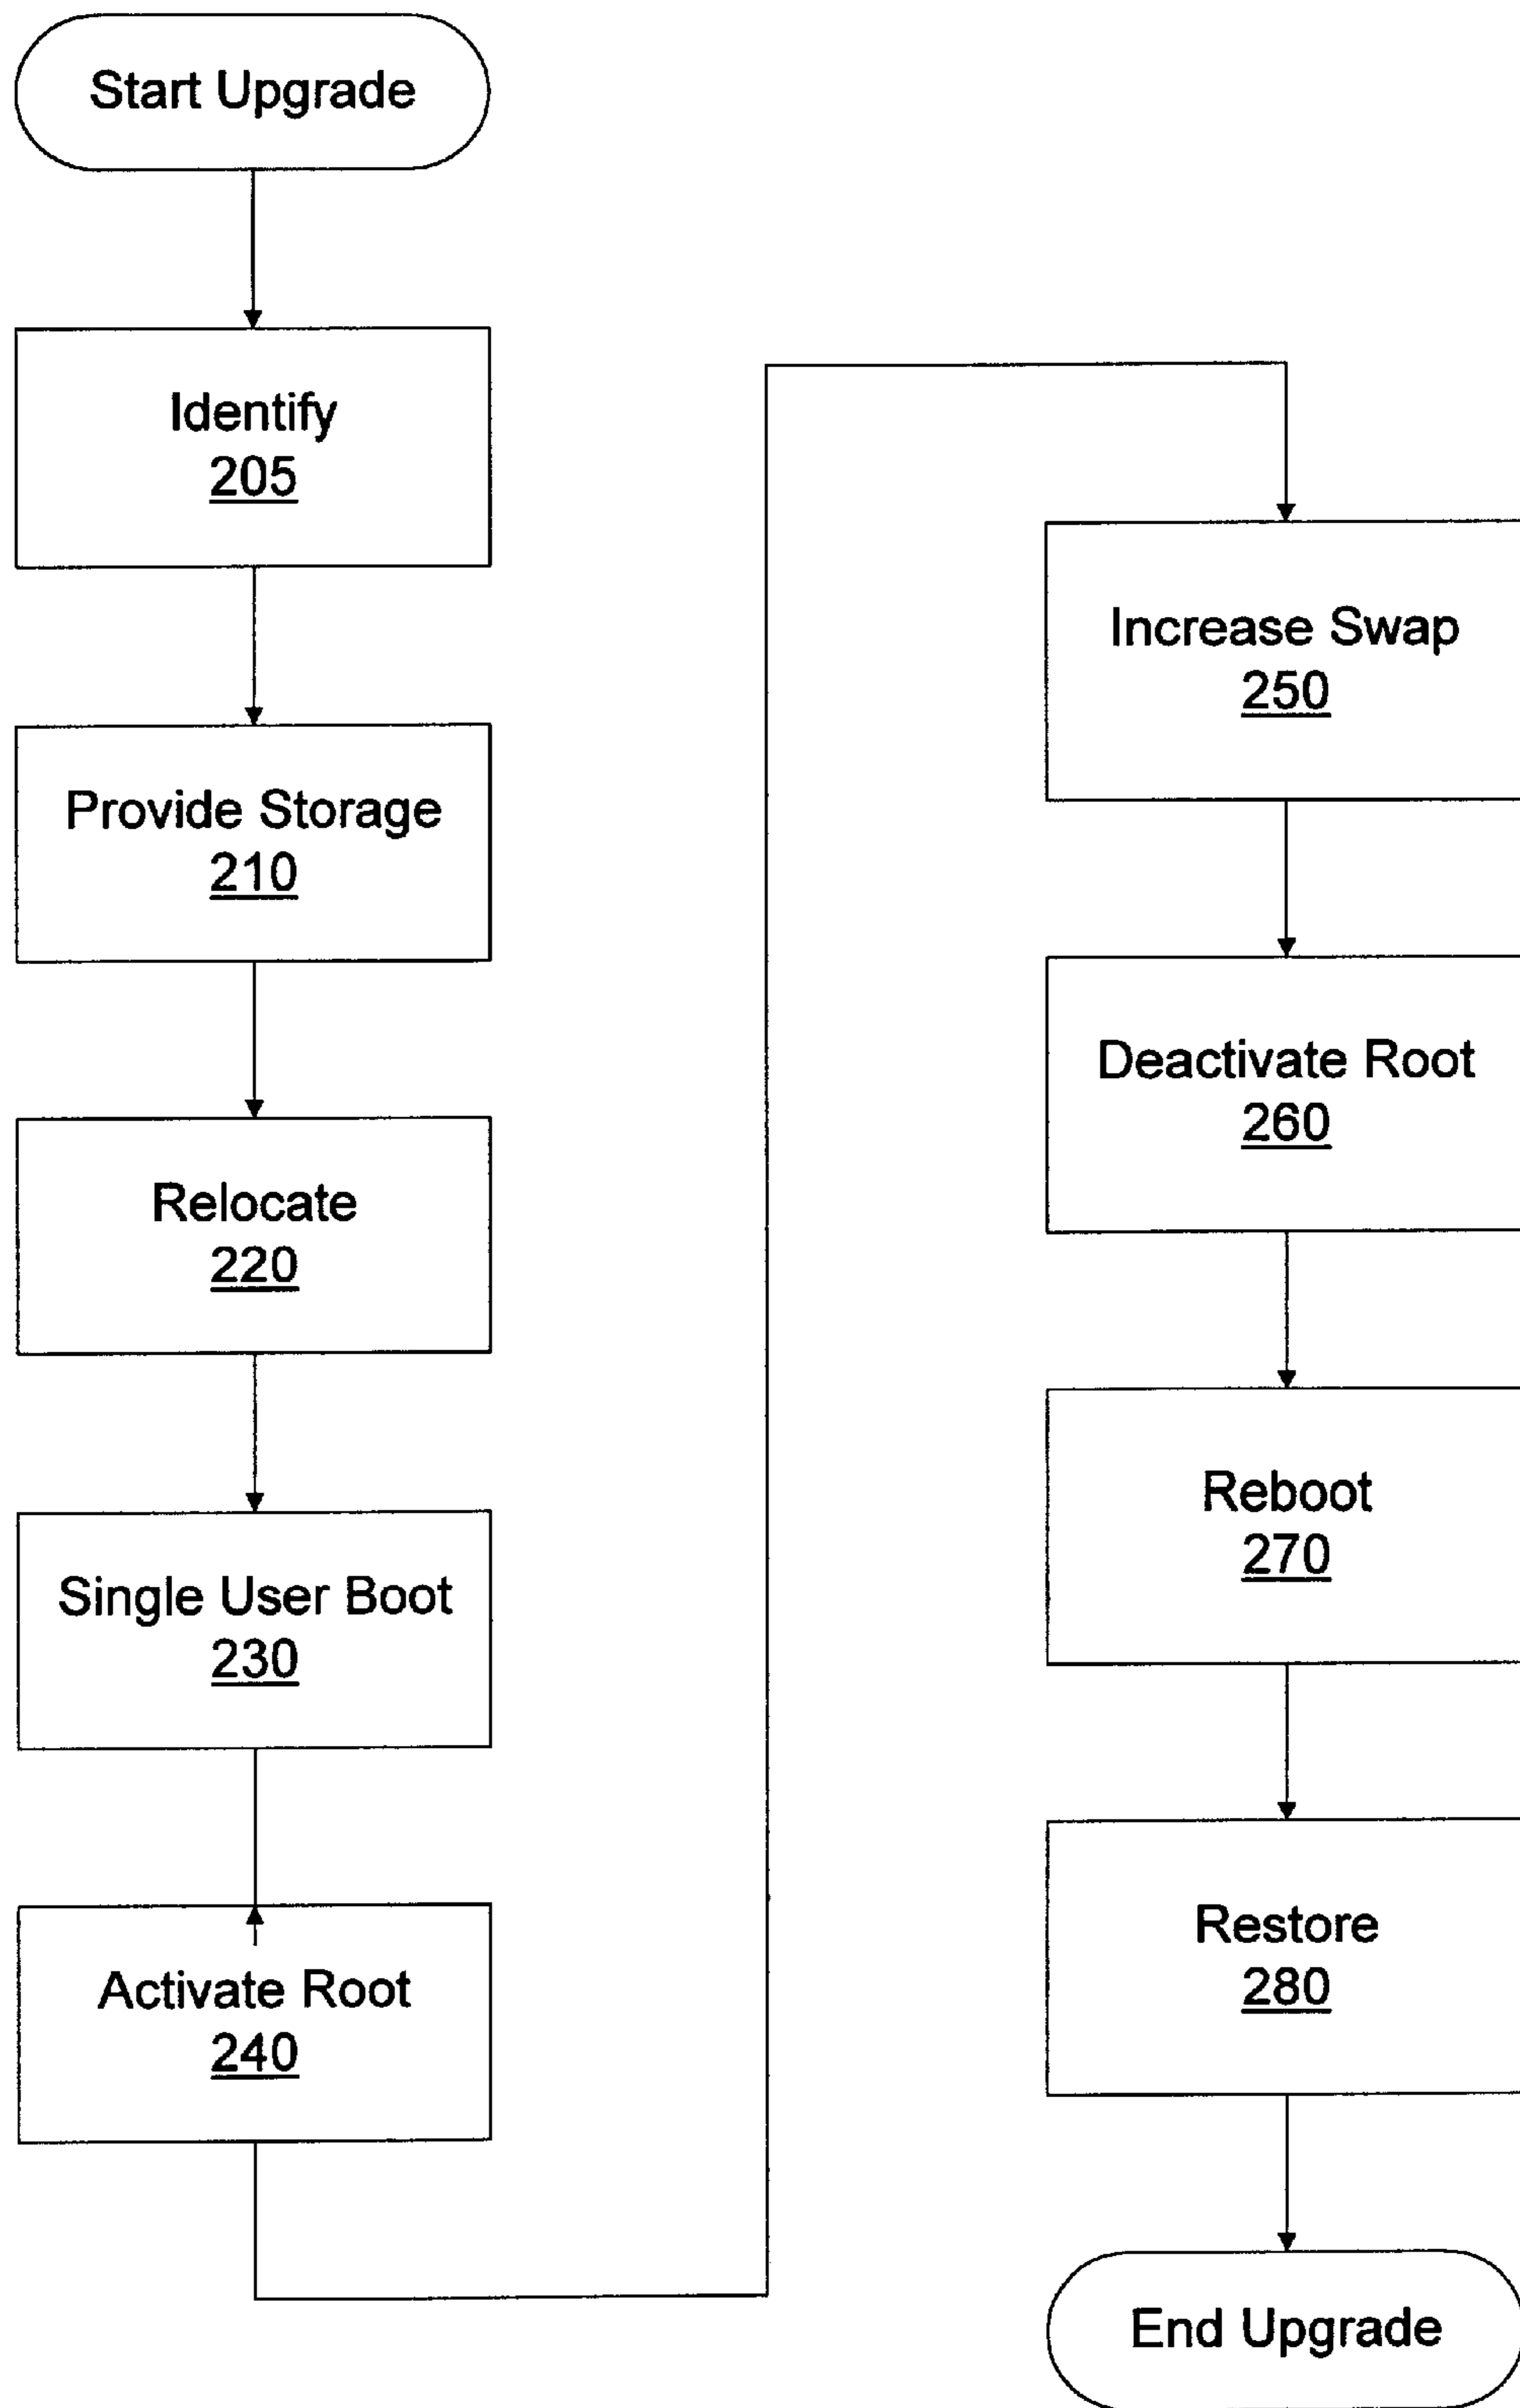 Start Upgrade
Identify
205
Provide Storage
210
Relocate
220
Single User Boot
230
Activate Root
240
Increase Swap
250
Deactivate Root
260
Reboot
270
Restore
280
End Upgrade